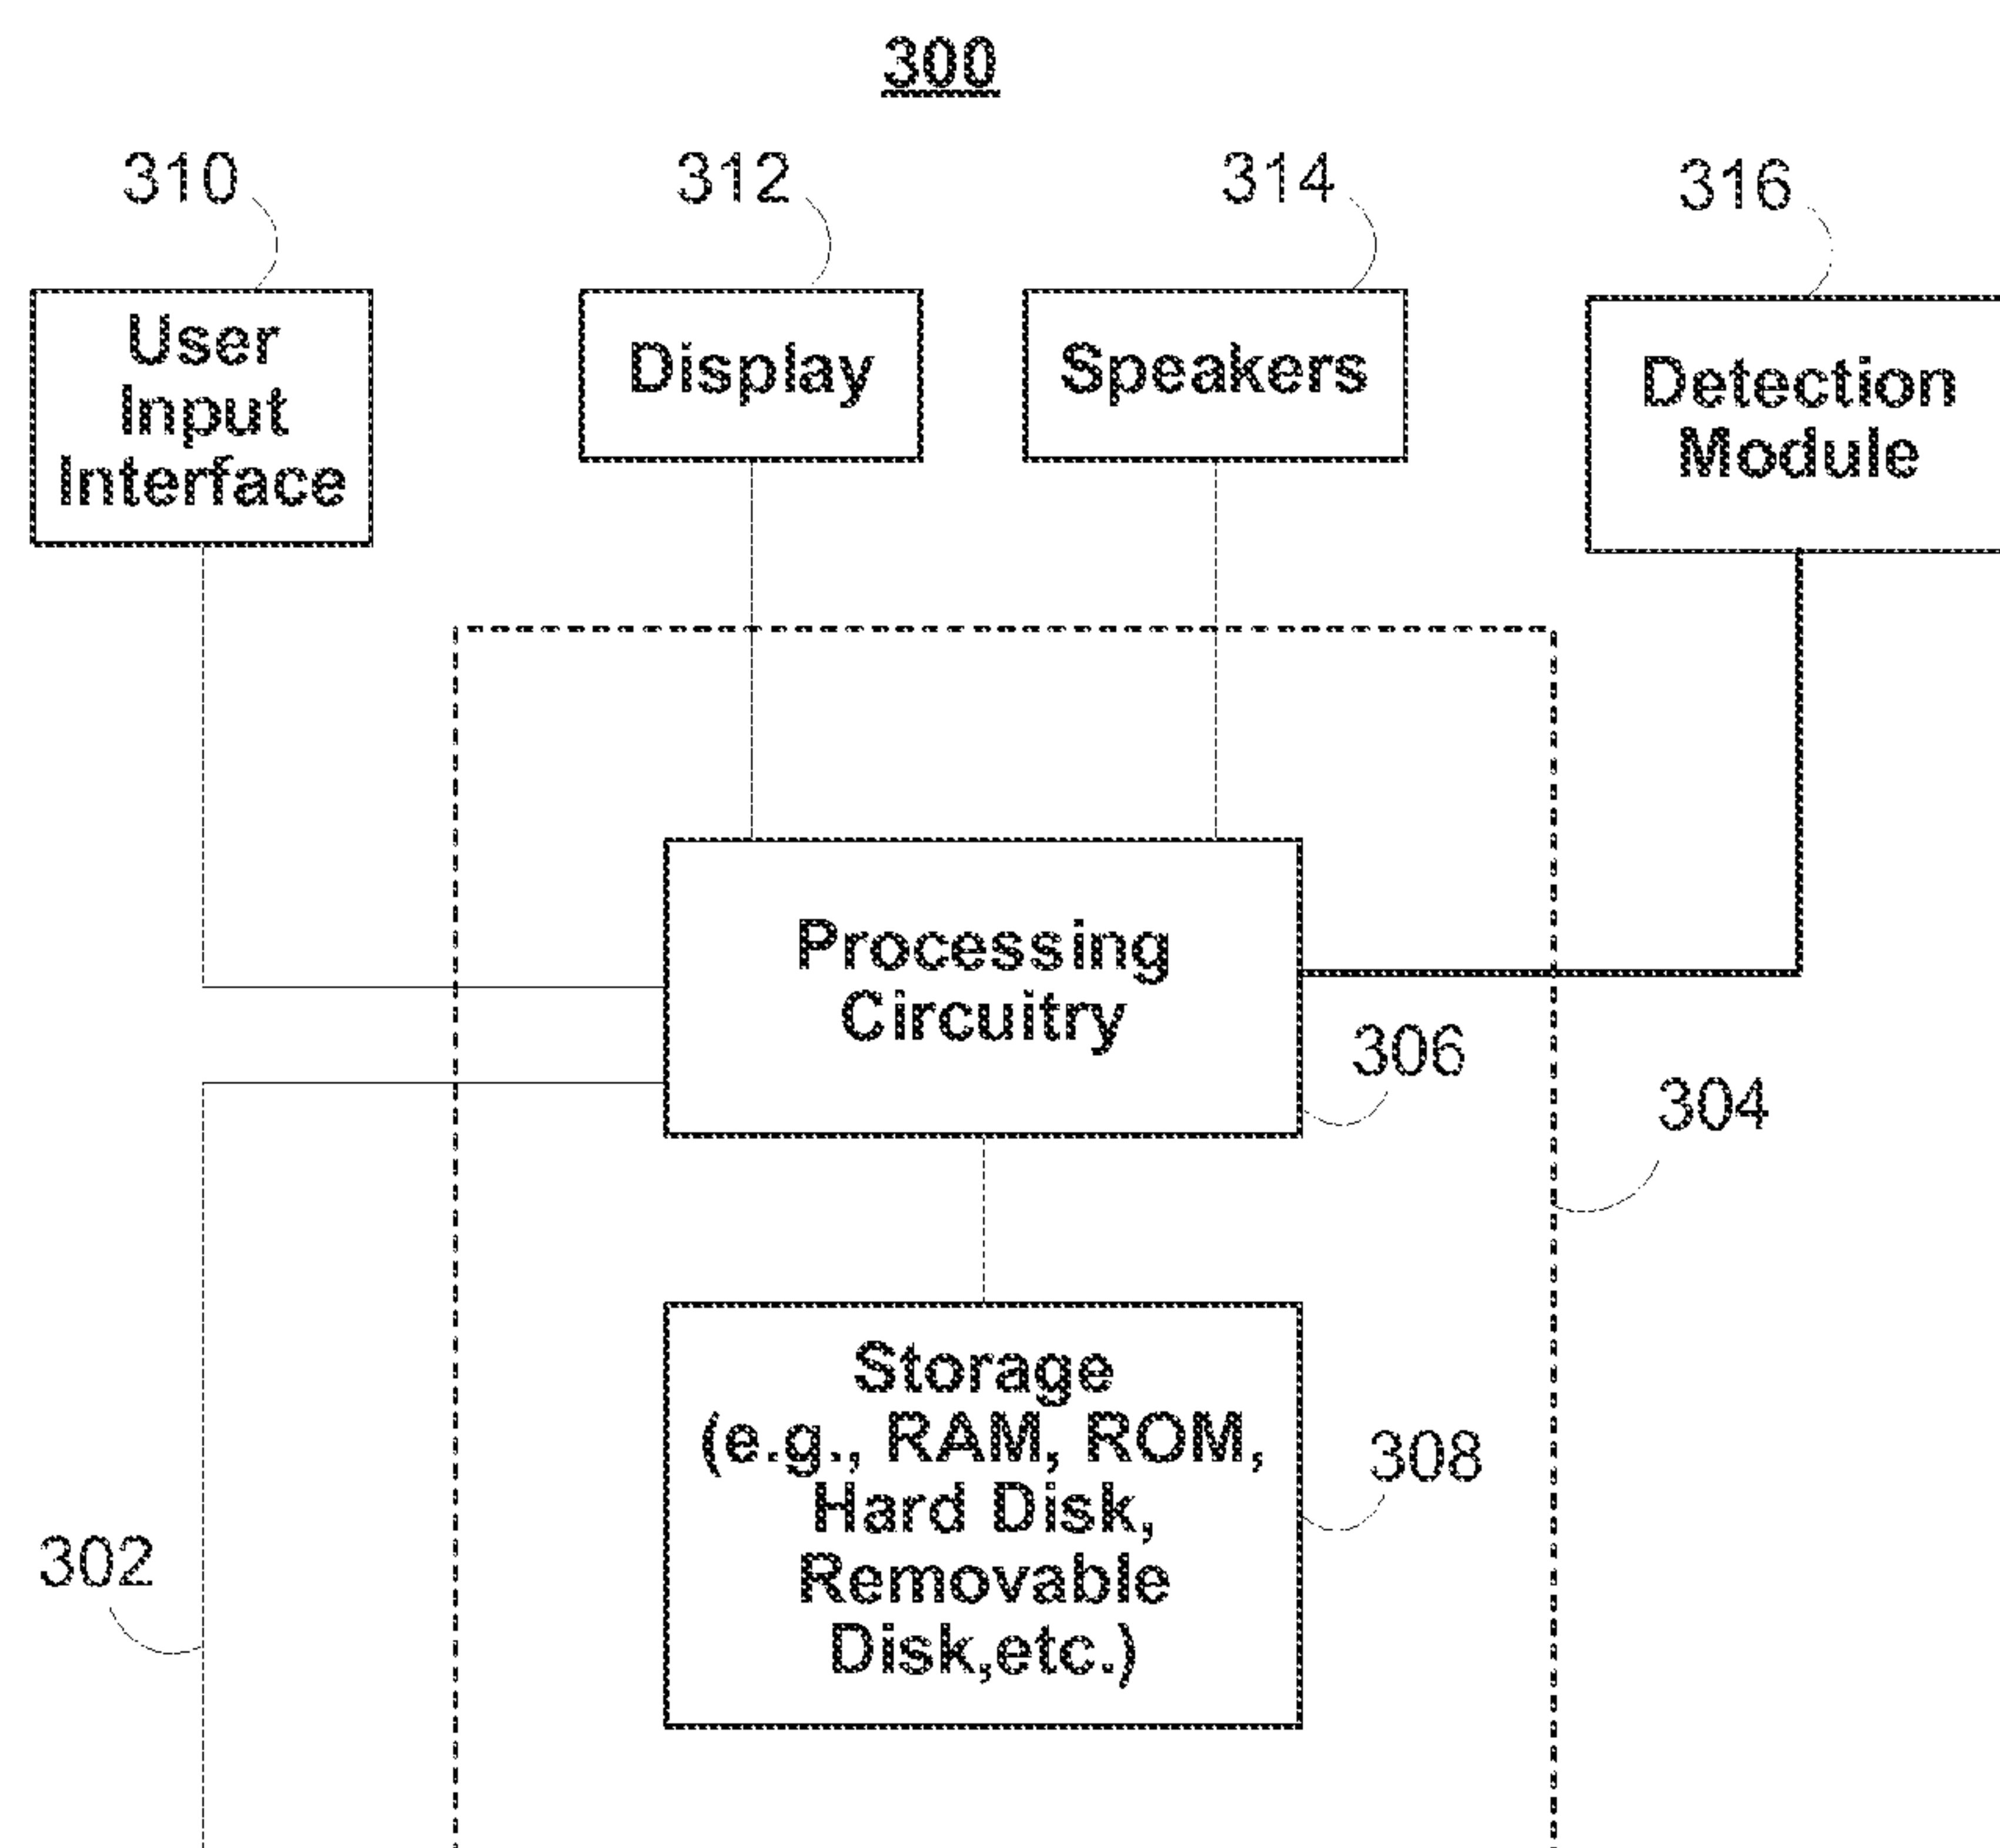 300
310
312
314
316
User
Input
Interface
Display
Speakers
Detection
Module
Processing
Circuitry
306
304
Storage
(e.g., RAM, ROM,
Hard Disk,
Removable
Disk,etc.)
308
302